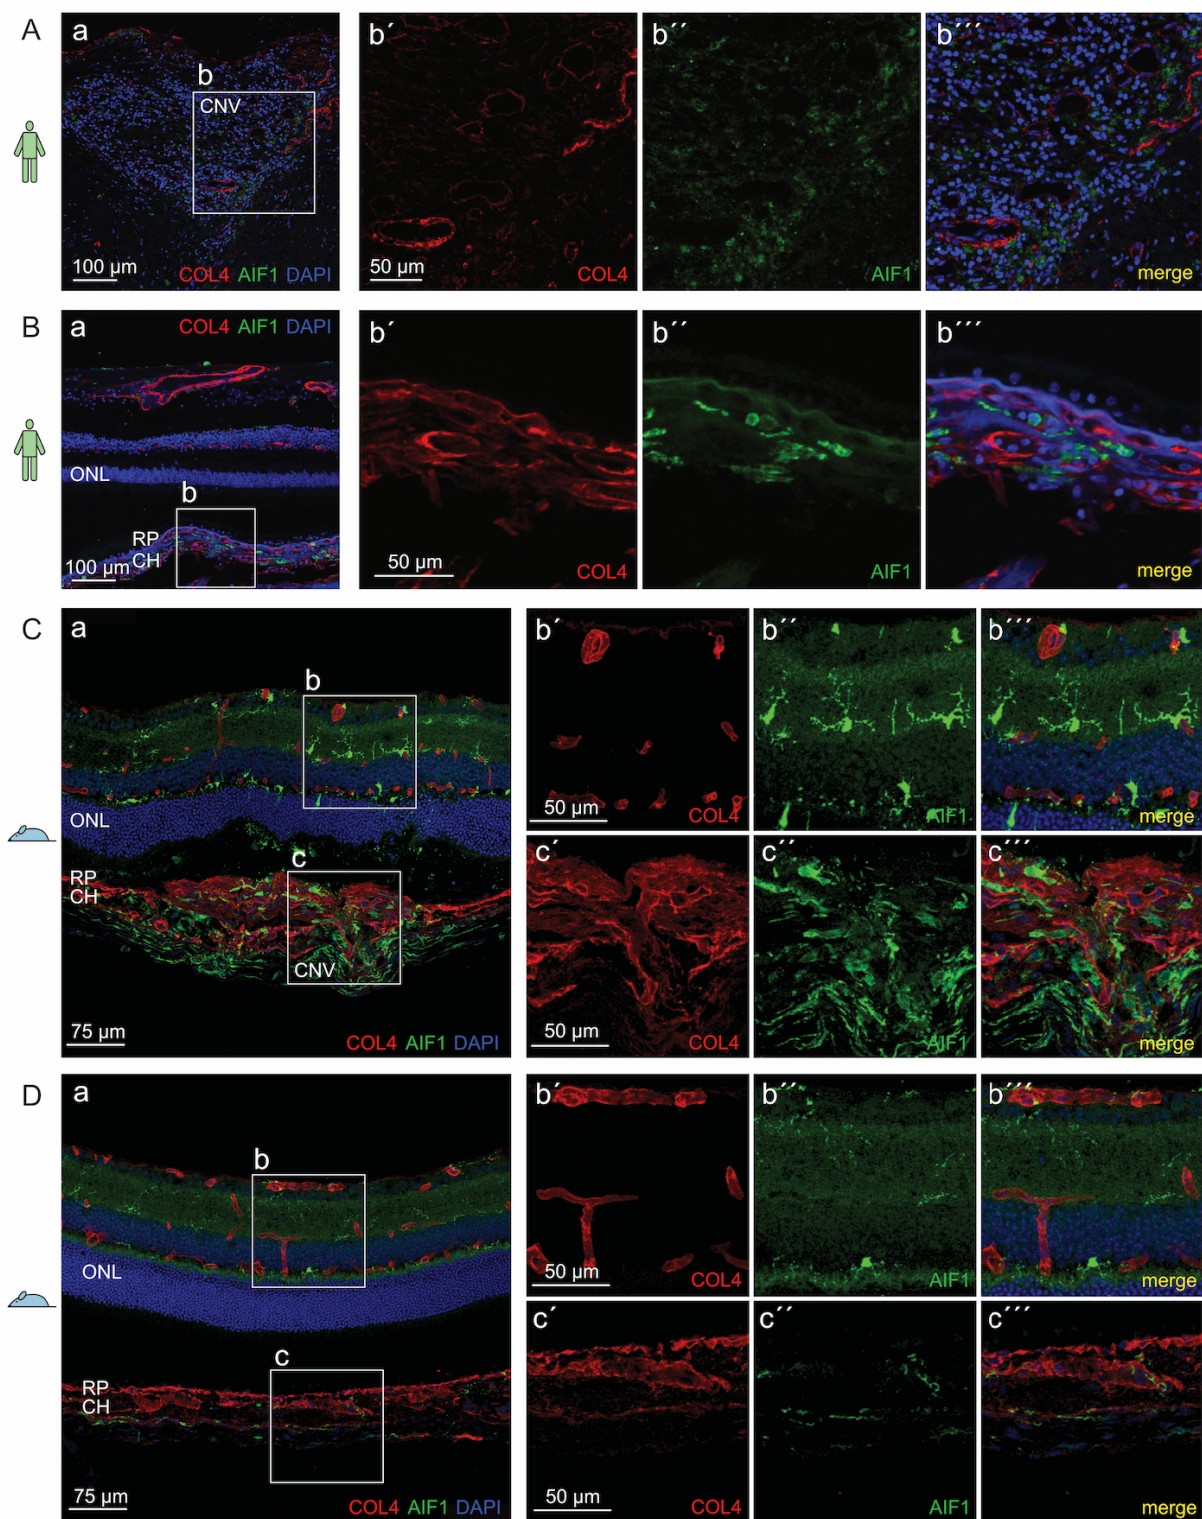 A
a
b
CNV
100 µm
COL4 AIF1 DAPI
b´
50 µm
COL4
b´´
AIF1
b´´´
merge
B
a
COL4 AIF1 DAPI
ONL
b
RP
CH
100 µm
b´
50 µm
COL4
b´´
AIF1
b´´´
merge
C
a
b
ONL
RP
CH
c
CNV
75 µm
COL4 AIF1 DAPI
b´
50 µm
COL4
b´´
AIF1
b´´´
merge
c´
50 µm
COL4
c´´
AIF1
c´´´
merge
D
a
b
ONL
c
RP
CH
75 µm
COL4 AIF1 DAPI
b´
50 µm
COL4
b´´
AIF1
b´´´
merge
c´
50 µm
COL4
c´´
AIF1
c´´´
merge